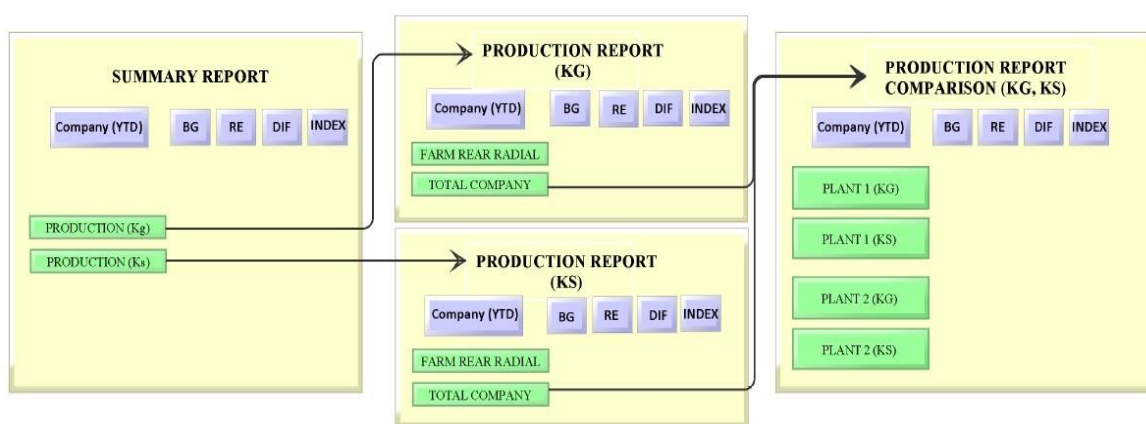 SUMMARY REPORT
Company (YTD) BG RE DIF INDEX
PRODUCTION (Kg)
PRODUCTION (Ks)
PRODUCTION REPORT
(KG)
Company (YTD) BG RE DIF INDEX
FARM REAR RADIAL
TOTAL COMPANY
PRODUCTION REPORT
(KS)
Company (YTD) BG RE DIF INDEX
FARM REAR RADIAL
TOTAL COMPANY
PRODUCTION REPORT
COMPARISON (KG, KS)
Company (YTD) BG RE DIF INDEX
PLANT 1 (KG)
PLANT 1 (KS)
PLANT 2 (KG)
PLANT 2 (KS)